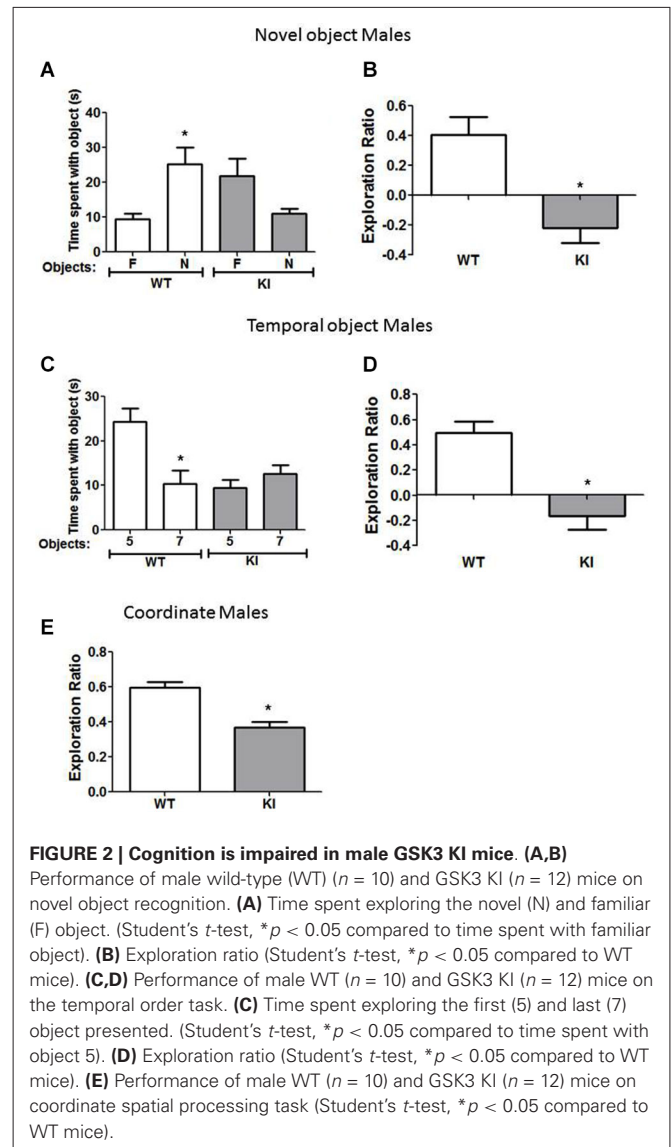 Novel object Males
A
B
Time spent with object (s)
40
30
20
10
0
*
Objects: F N F N
WT KI
Exploration Ratio
0.6
0.4
0.2
0.0
-0.2
-0.4
*
WT KI
Temporal object Males
C
D
Time spent with object (s)
30
20
10
0
*
Objects: 5 7 5 7
WT KI
Exploration Ratio
0.8
0.6
0.4
0.2
0.0
-0.2
-0.4
*
WT KI
Coordinate Males
E
Exploration Ratio
0.8
0.6
0.4
0.2
0.0
*
WT KI
FIGURE 2 | Cognition is impaired in male GSK3 KI mice. (A,B)
Performance of male wild-type (WT) (n = 10) and GSK3 KI (n = 12) mice on
novel object recognition. (A) Time spent exploring the novel (N) and familiar
(F) object. (Student's t-test, *p < 0.05 compared to time spent with familiar
object). (B) Exploration ratio (Student's t-test, *p < 0.05 compared to WT
mice). (C,D) Performance of male WT (n = 10) and GSK3 KI (n = 12) mice on
the temporal order task. (C) Time spent exploring the first (5) and last (7)
object presented. (Student's t-test, *p < 0.05 compared to time spent with
object 5). (D) Exploration ratio (Student's t-test, *p < 0.05 compared to WT
mice). (E) Performance of male WT (n = 10) and GSK3 KI (n = 12) mice on
coordinate spatial processing task (Student's t-test, *p < 0.05 compared to
WT mice).